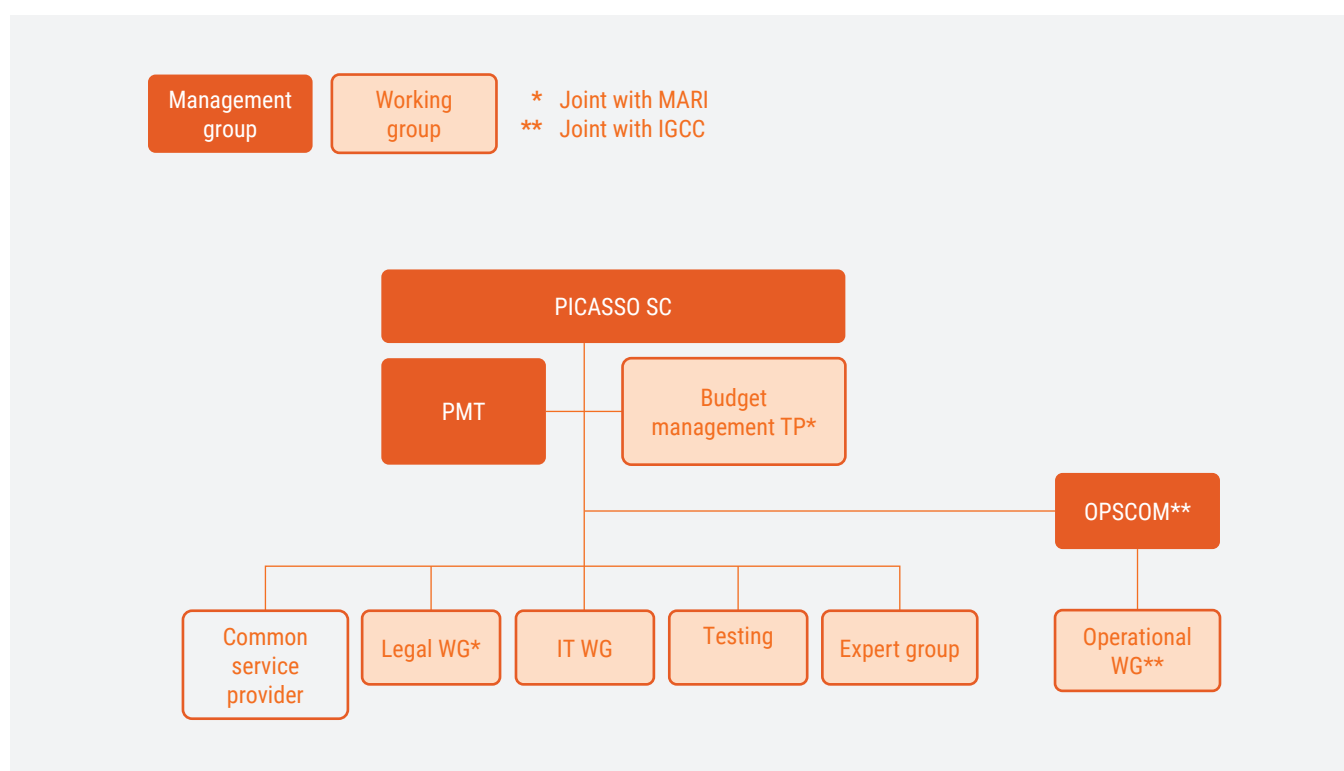 Management
group
Working
group
* Joint with MARI
** Joint with IGCC
PICASSO SC
PMT
Budget
management TP*
OPSCOM**
Common
service
provider
Legal WG*
IT WG
Testing
Expert group
Operational
WG**